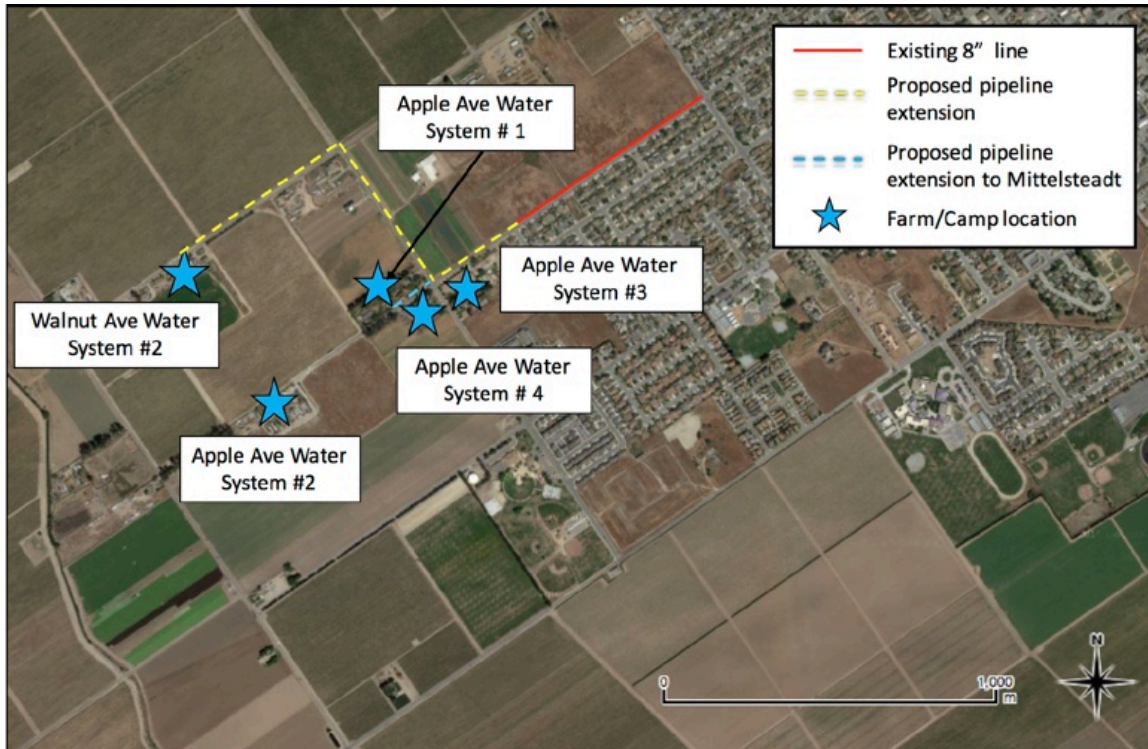 Existing 8” line
Proposed pipeline
extension
Proposed pipeline
extension to Mittelsteadt
Farm/Camp location
Apple Ave Water
System # 1
Apple Ave Water
System #3
Walnut Ave Water
System #2
Apple Ave Water
System # 4
Apple Ave Water
System #2
N
0
1,000
m